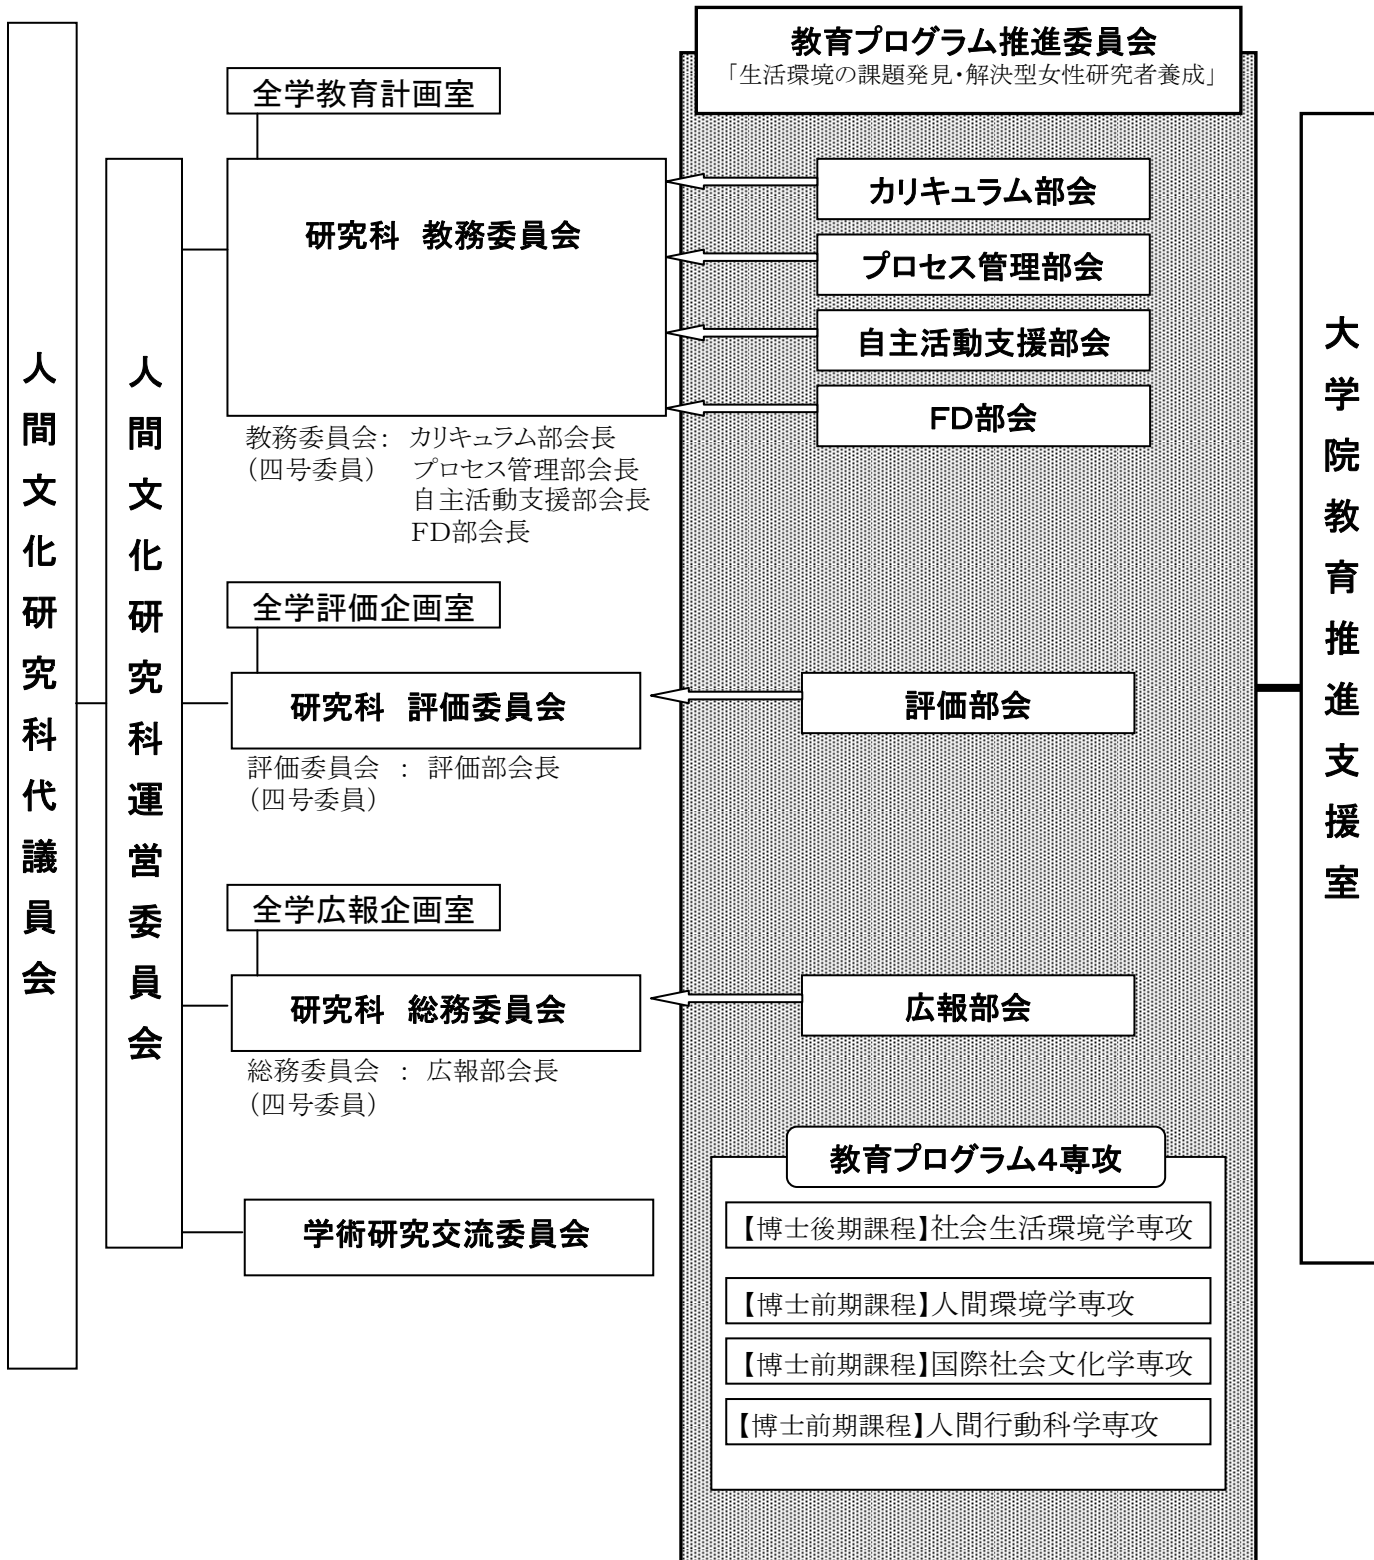 教育プログラム推進委員会
「生活環境の課題発見・解決型女性研究者養成」
人間文化研究科代議員会
人間文化研究科運営委員会
全学教育計画室
研究科　教務委員会
教務委員会： カリキュラム部会長
（四号委員） プロセス管理部会長
自主活動支援部会長
FD部会長
全学評価企画室
研究科　評価委員会
評価委員会 ： 評価部会長
（四号委員）
全学広報企画室
研究科　総務委員会
総務委員会 ： 広報部会長
（四号委員）
学術研究交流委員会
カリキュラム部会
プロセス管理部会
自主活動支援部会
FD部会
評価部会
広報部会
教育プログラム4専攻
【博士後期課程】社会生活環境学専攻
【博士前期課程】人間環境学専攻
【博士前期課程】国際社会文化学専攻
【博士前期課程】人間行動科学専攻
大学院教育推進支援室